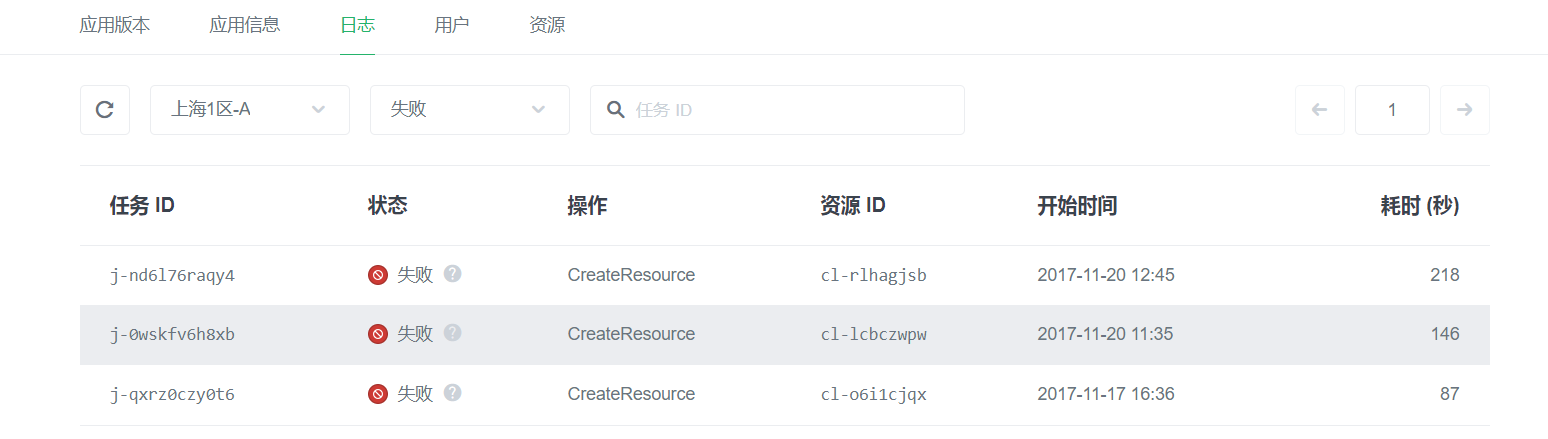 应用版本 应用信息 日志 用户 资源
上海1区-A 失败 任务 ID 1
任务 ID 状态 操作 资源 ID 开始时间 耗时 (秒)
j-nd6l76raqy4 失败 CreateResource cl-rlhagjsb 2017-11-20 12:45 218
j-0wskfv6h8xb 失败 CreateResource cl-lcbczwpw 2017-11-20 11:35 146
j-qxrz0czy0t6 失败 CreateResource cl-o6i1cjqx 2017-11-17 16:36 87